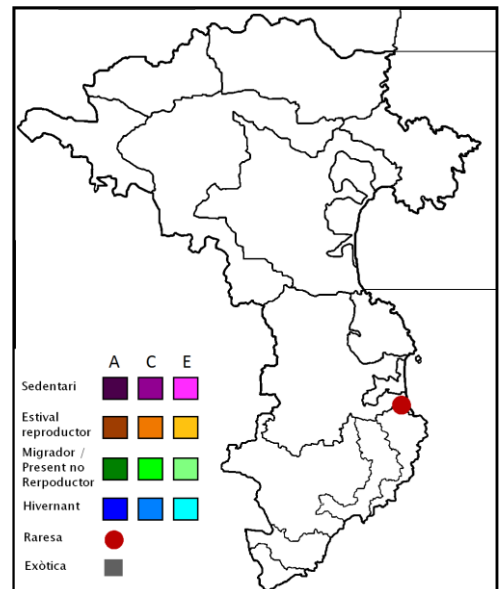 A C E
Sedentari
Estival
reproductor
Migrador /
Present no
Rerpoductor
Hivernant
Raresa
Exòtica